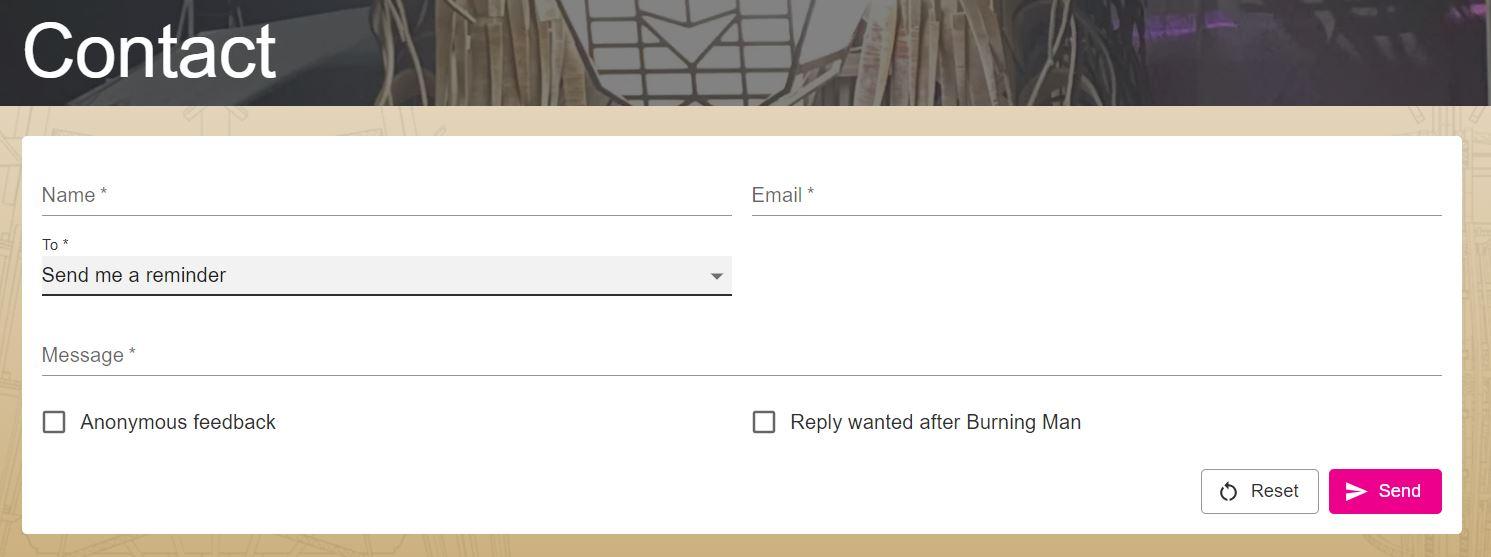 Contact
Name *
Email *
To *
Send me a reminder
Message *
Anonymous feedback
Reply wanted after Burning Man
Reset
Send